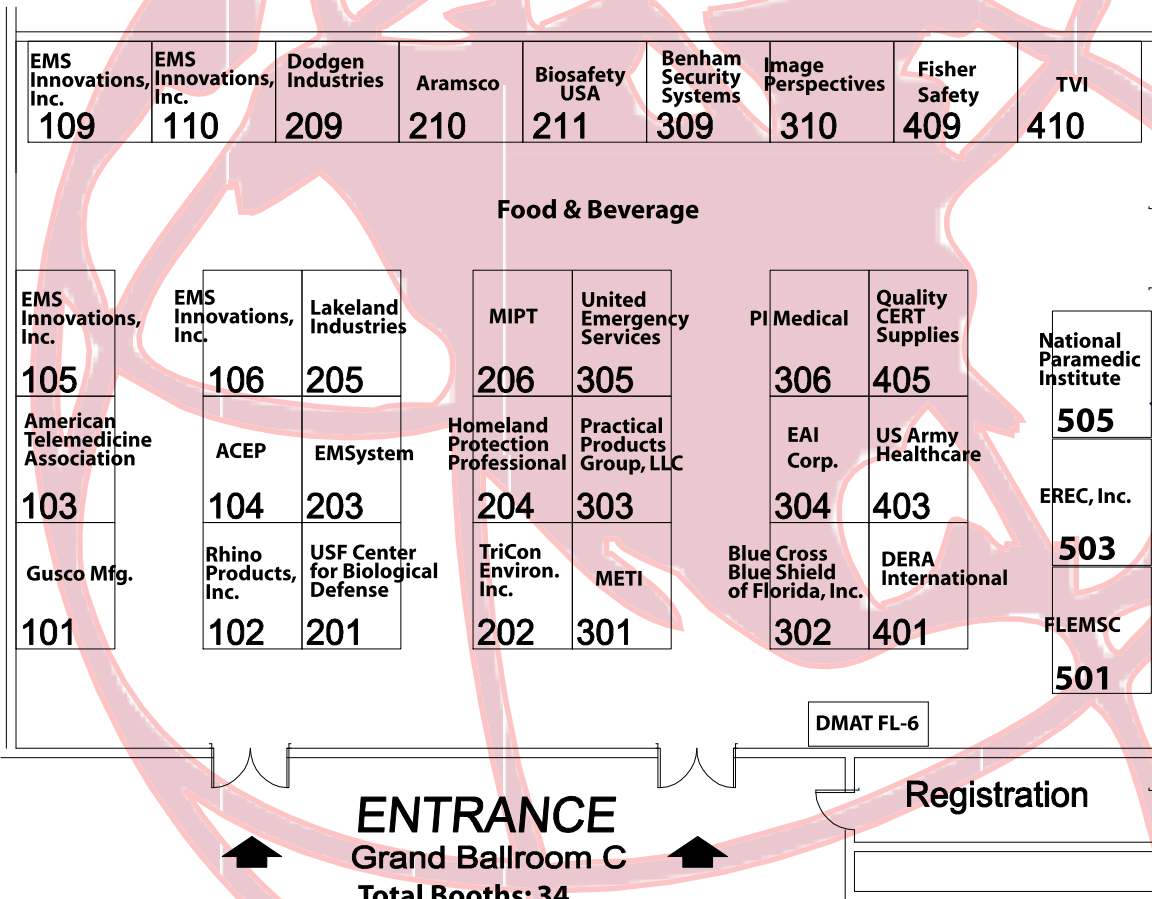 EMS
Innovations,
Inc.
109
EMS
Innovations,
Inc.
110
Dodgen
Industries
209
Aramsco
210
Biosafety
USA
211
Benham
Security
Systems
309
Image
Perspectives
310
Fisher
Safety
409
TVI
410
Food & Beverage
EMS
Innovations,
Inc.
105
EMS
Innovations,
Inc.
106
Lakeland
Industries
205
MIPT
206
United
Emergency
Services
305
PI Medical
306
Quality
CERT
Supplies
405
National
Paramedic
Institute
505
American
Telemedicine
Association
103
ACEP
104
EMSystem
203
Homeland
Protection
Professional
204
Practical
Products
Group, LLC
303
EAI
Corp.
304
US Army
Healthcare
403
EREC, Inc.
503
Gusco Mfg.
101
Rhino
Products,
Inc.
102
USF Center
for Biological
Defense
201
TriCon
Environ.
Inc.
202
METI
301
Blue Cross
Blue Shield
of Florida, Inc.
302
DERA
International
401
FLEMSC
501
DMAT FL-6
ENTRANCE
Grand Ballroom C
Total Booths: 34
Registration